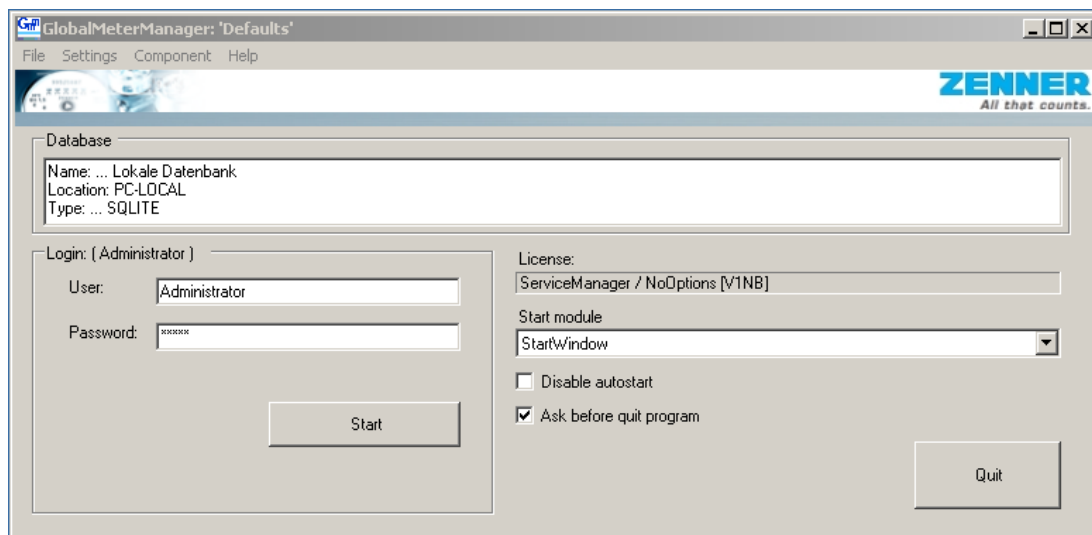 GMM GlobalMeterManager: 'Defaults'
File Settings Component Help
ZENNER
All that counts.
Database
Name: ... Lokale Datenbank
Location: PC-LOCAL
Type: ... SQLITE
Login: ( Administrator )
User: Administrator
Password: *****
Start
License:
ServiceManager / NoOptions [V1NB]
Start module
StartWindow
Disable autostart
Ask before quit program
Quit